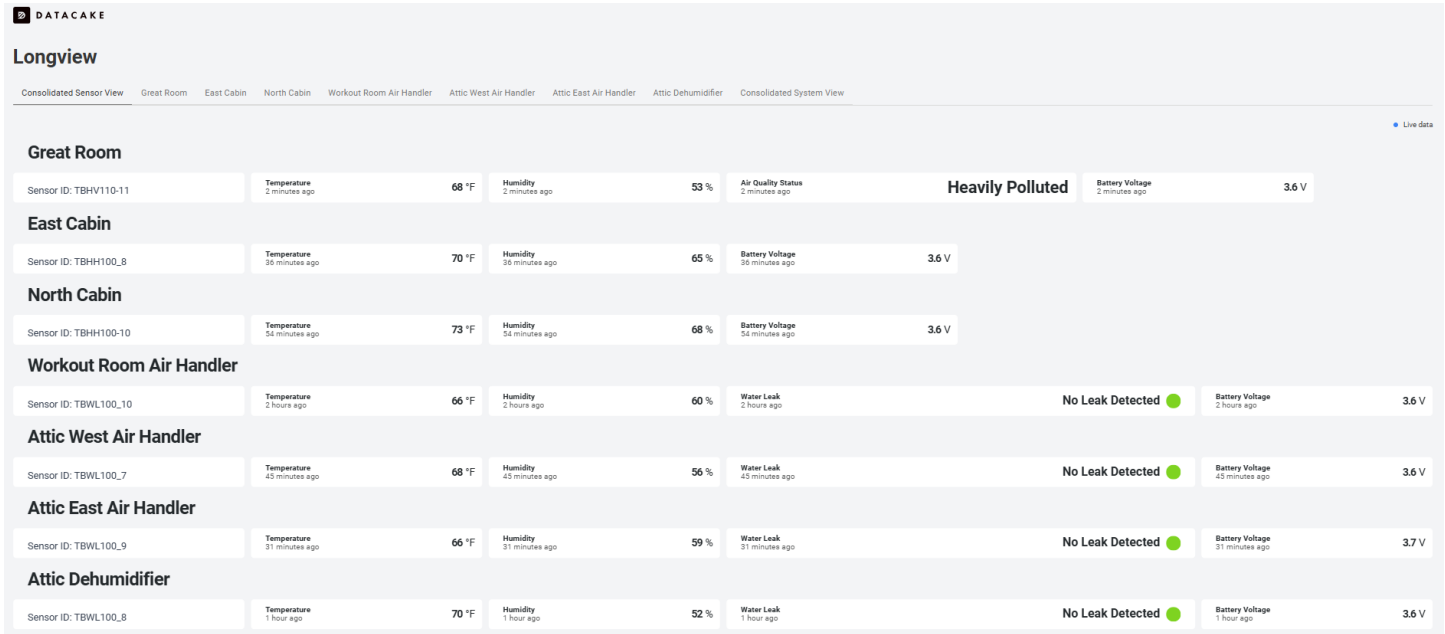 DATACAKE
Longview
Consolidated Sensor View Great Room East Cabin North Cabin Workout Room Air Handler Attic West Air Handler Attic East Air Handler Attic Dehumidifier Consolidated System View
Live data
Great Room
Sensor ID: TBHV110-11
Temperature
2 minutes ago
68 °F
Humidity
2 minutes ago
53 %
Air Quality Status
2 minutes ago
Heavily Polluted
Battery Voltage
2 minutes ago
3.6 V
East Cabin
Sensor ID: TBHH100_8
Temperature
36 minutes ago
70 °F
Humidity
36 minutes ago
65 %
Battery Voltage
36 minutes ago
3.6 V
North Cabin
Sensor ID: TBHH100-10
Temperature
54 minutes ago
73 °F
Humidity
54 minutes ago
68 %
Battery Voltage
54 minutes ago
3.6 V
Workout Room Air Handler
Sensor ID: TBWL100_10
Temperature
2 hours ago
66 °F
Humidity
2 hours ago
60 %
Water Leak
2 hours ago
No Leak Detected
Battery Voltage
2 hours ago
3.6 V
Attic West Air Handler
Sensor ID: TBWL100_7
Temperature
45 minutes ago
68 °F
Humidity
45 minutes ago
56 %
Water Leak
45 minutes ago
No Leak Detected
Battery Voltage
45 minutes ago
3.6 V
Attic East Air Handler
Sensor ID: TBWL100_9
Temperature
31 minutes ago
66 °F
Humidity
31 minutes ago
59 %
Water Leak
31 minutes ago
No Leak Detected
Battery Voltage
31 minutes ago
3.7 V
Attic Dehumidifier
Sensor ID: TBWL100_8
Temperature
1 hour ago
70 °F
Humidity
1 hour ago
52 %
Water Leak
1 hour ago
No Leak Detected
Battery Voltage
1 hour ago
3.6 V